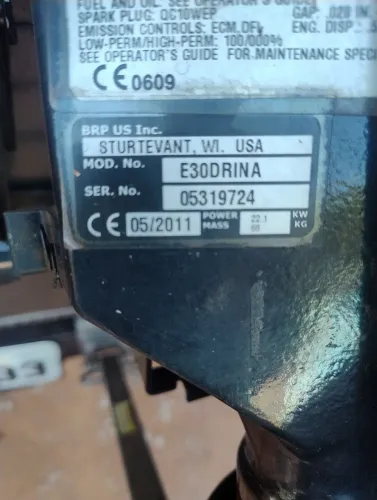 FUEL AND OIL: SEE OPERATOR'S
SPARK PLUG: QC10WEP GAP: .028 IN
EMISSION CONTROLS: ECM,DFI, ENG. DISP.:
LOW-PERM/HIGH-PERM: 100/000%
SEE OPERATOR'S GUIDE FOR MAINTENANCE SPEC
CE 0609
BRP US Inc.
STURTEVANT, WI. USA
MOD. No. E30DRINA
SER. No. 05319724
CE 05/2011 POWER 22.1 KW
MASS KG